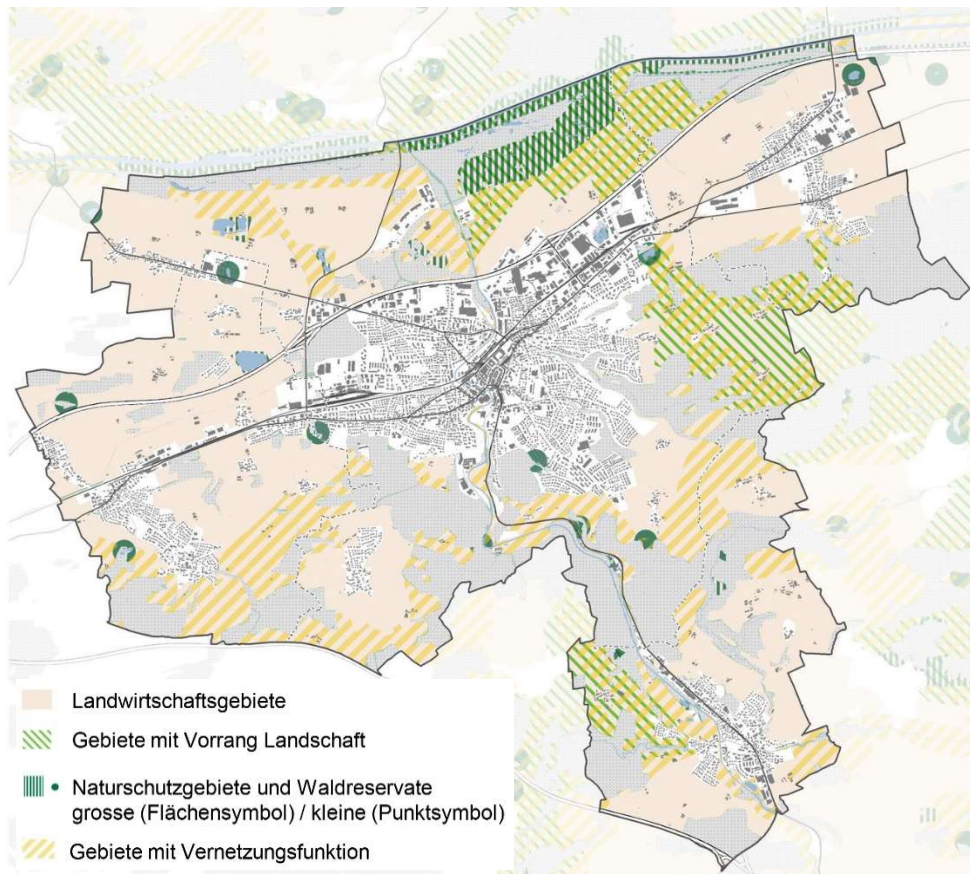 Landwirtschaftsgebiete
Gebiete mit Vorrang Landschaft
Naturschutzgebiete und Waldreservate
grosse (Flächensymbol) / kleine (Punktsymbol)
Gebiete mit Vernetzungsfunktion